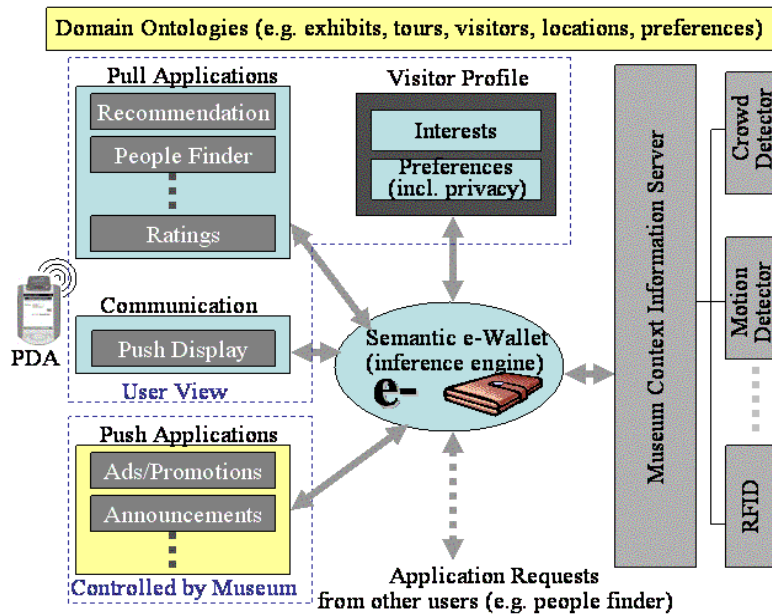 Domain Ontologies (e.g. exhibits, tours, visitors, locations, preferences)
Pull Applications
Recommendation
People Finder
Ratings
Visitor Profile
Interests
Preferences
(incl. privacy)
Communication
Push Display
PDA
User View
Semantic e-Wallet
(inference engine)
e-
Push Applications
Ads/Promotions
Announcements
Controlled by Museum
Application Requests
from other users (e.g. people finder)
Museum Context Information Server
Crowd
Detector
Motion
Detector
RFID